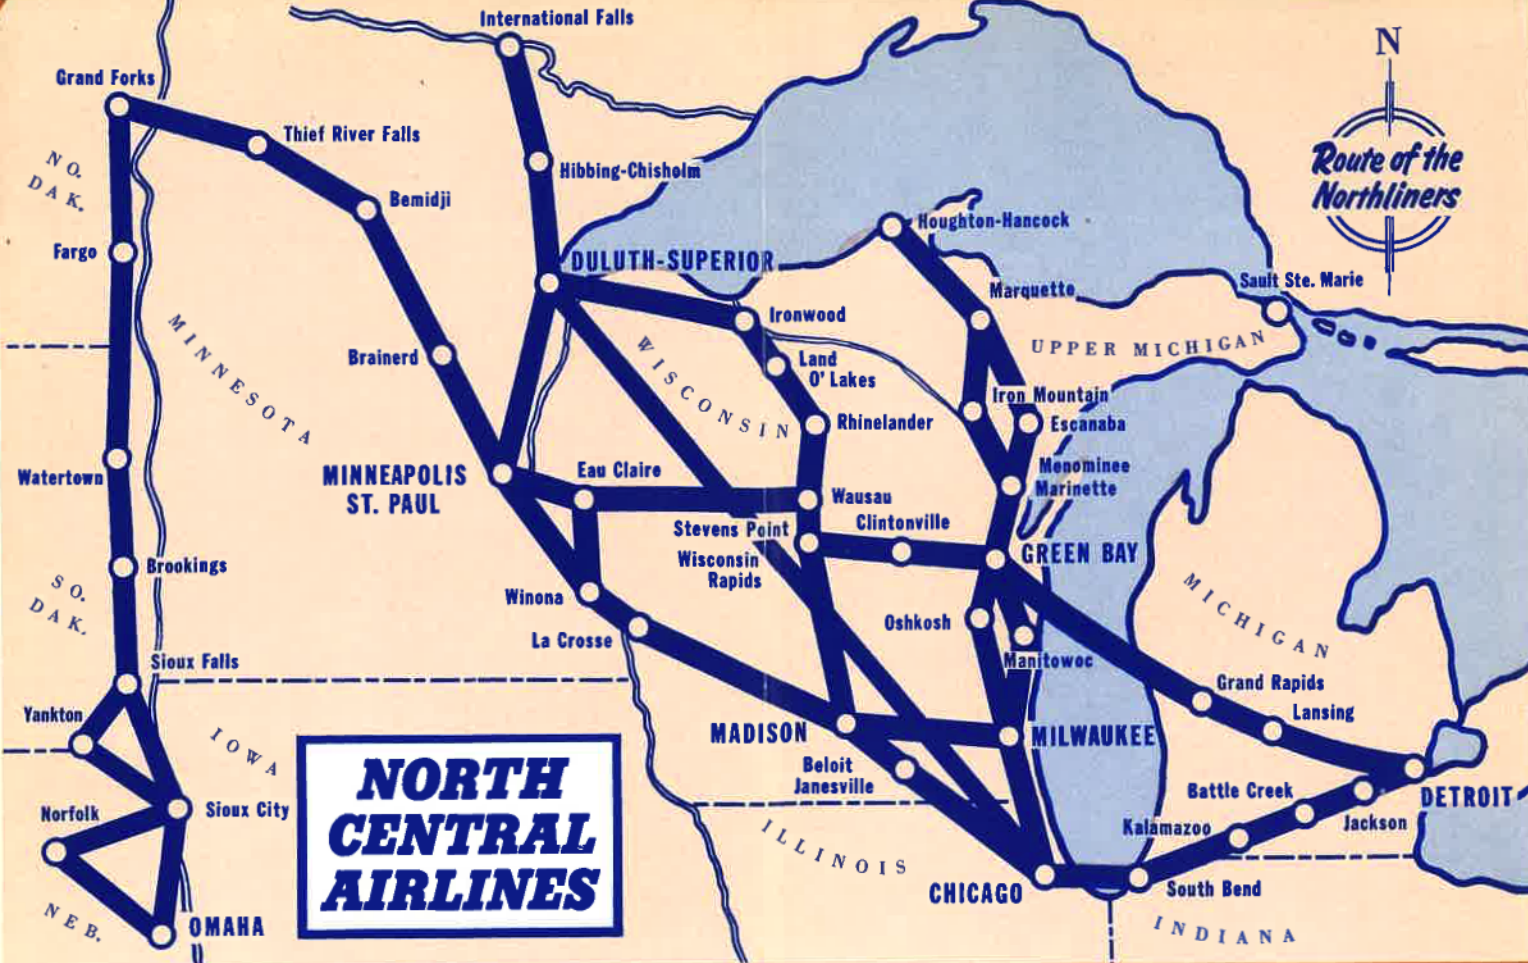 International Falls
N
Grand Forks
Thief River Falls
Route of the
Northliners
NO.
DAK.
Hibbing-Chisholm
Bemidji
Houghton-Hancock
Fargo
DULUTH-SUPERIOR
Sault Ste. Marie
Marquette
Ironwood
MINNESOTA
WISCONSIN
UPPER MICHIGAN
Brainerd
Land
O' Lakes
Iron Mountain
Rhinelander
Escanaba
Watertown
MINNEAPOLIS
ST. PAUL
Eau Claire
Menominee
Marinette
Wausau
Stevens Point
Clintonville
Wisconsin
Rapids
GREEN BAY
Brookings
SO.
DAK.
Winona
La Crosse
Oshkosh
MICHIGAN
Manitowoc
Sioux Falls
Grand Rapids
Yankton
Lansing
IOWA
MADISON
MILWAUKEE
Beloit
Janesville
Battle Creek
DETROIT
Norfolk
Sioux City
Jackson
Kalamazoo
NORTH
CENTRAL
AIRLINES
ILLINOIS
CHICAGO
South Bend
NEB.
OMAHA
INDIANA